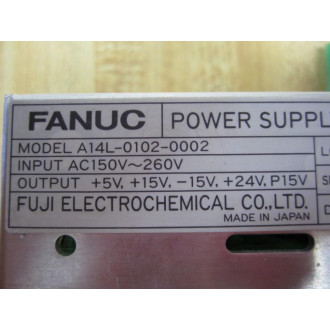 FANUC POWER SUPPL
MODEL A14L-0102-0002
INPUT AC150V~260V
OUTPUT +5V, +15V, -15V, +24V, P15V
FUJI ELECTROCHEMICAL CO., LTD.
MADE IN JAPAN